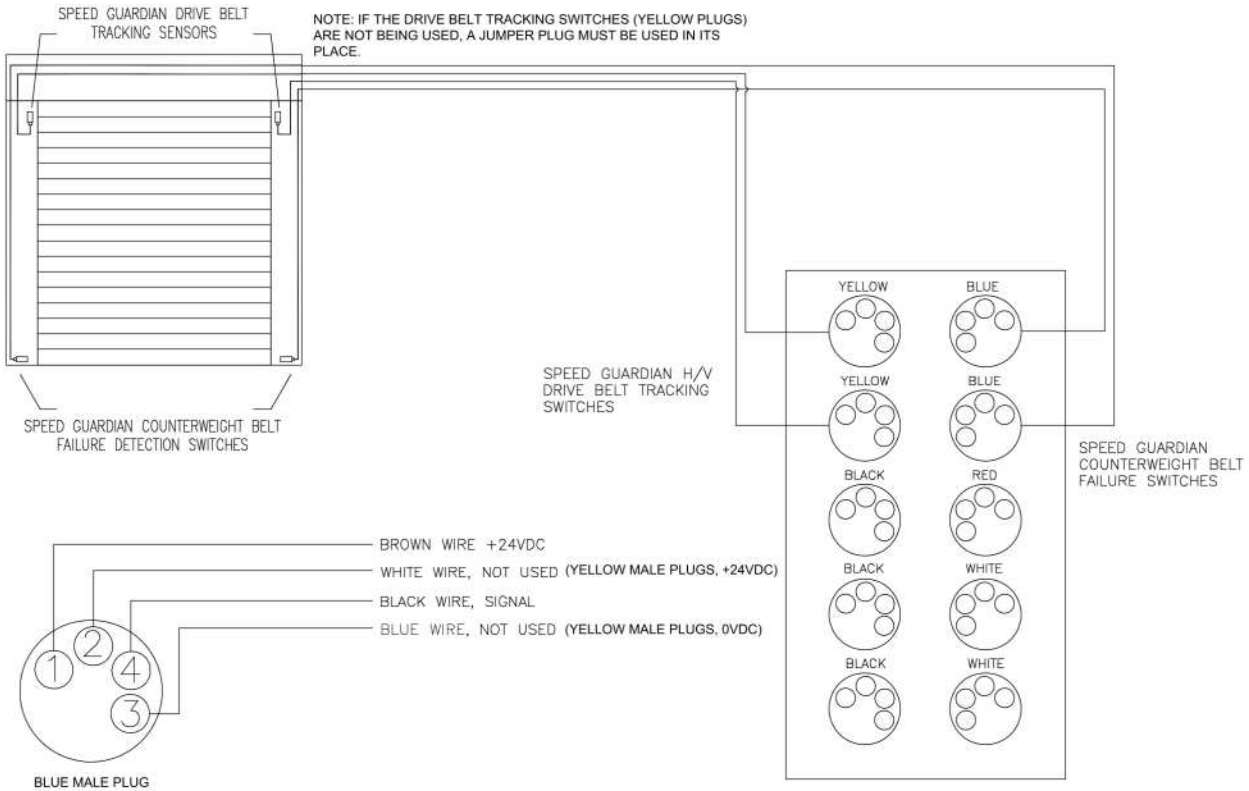 SPEED GUARDIAN DRIVE BELT
TRACKING SENSORS
NOTE: IF THE DRIVE BELT TRACKING SWITCHES (YELLOW PLUGS)
ARE NOT BEING USED, A JUMPER PLUG MUST BE USED IN ITS
PLACE.
SPEED GUARDIAN COUNTERWEIGHT BELT
FAILURE DETECTION SWITCHES
SPEED GUARDIAN H/V
DRIVE BELT TRACKING
SWITCHES
YELLOW BLUE
YELLOW BLUE
BLACK RED
BLACK WHITE
BLACK WHITE
SPEED GUARDIAN
COUNTERWEIGHT BELT
FAILURE SWITCHES
BROWN WIRE +24VDC
WHITE WIRE, NOT USED (YELLOW MALE PLUGS, +24VDC)
BLACK WIRE, SIGNAL
BLUE WIRE, NOT USED (YELLOW MALE PLUGS, 0VDC)
1
2
4
3
BLUE MALE PLUG